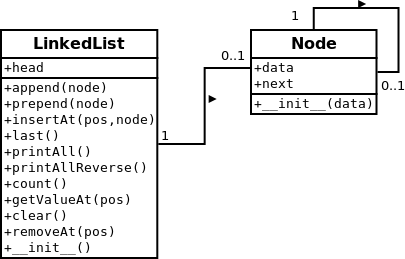 LinkedList
+head
+append(node)
+prepend(node)
+insertAt(pos,node)
+last()
+printAll()
+printAllReverse()
+count()
+getValueAt(pos)
+clear()
+removeAt(pos)
+__init__()
1
0..1
Node
+data
+next
+__init__(data)
1
0..1